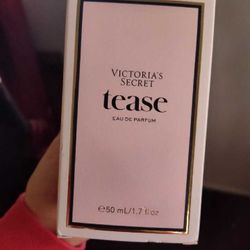 VICTORIA'S
SECRET
tease
EAU DE PARFUM
℮50 mL/1.7 fl oz